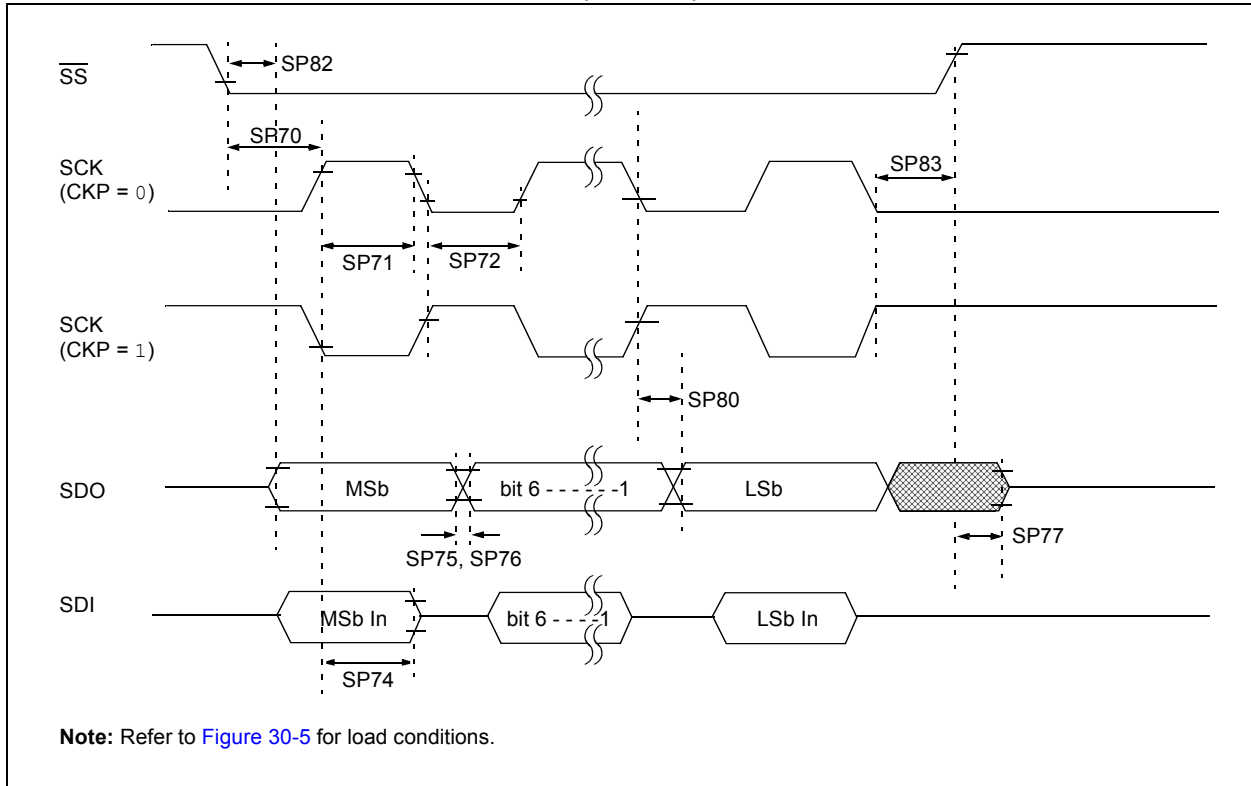 SS
SP82
SP70
SCK
(CKP = 0)
SP83
SP71
SP72
SCK
(CKP = 1)
SP80
SDO
MSb
bit 6 - - - - - -1
LSb
SP75, SP76
SP77
SDI
MSb In
bit 6 - - - -1
LSb In
SP74
Note: Refer to Figure 30-5 for load conditions.